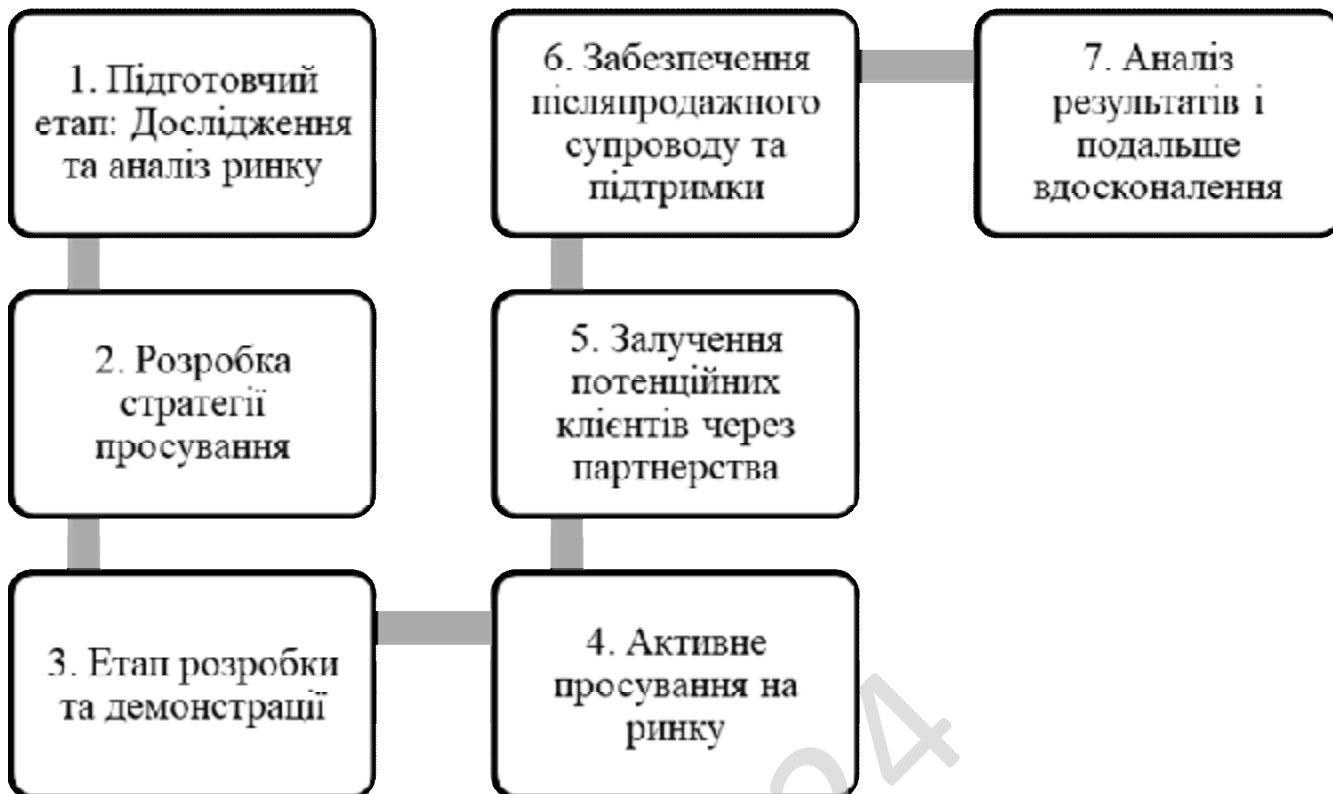 1. Підготовчий
етап: Дослідження
та аналіз ринку
2. Розробка
стратегії
просування
3. Етап розробки
та демонстрації
4. Активне
просування на
ринку
5. Залучення
потенційних
клієнтів через
партнерства
6. Забезпечення
післяпродажного
супроводу та
підтримки
7. Аналіз
результатів і
подальше
вдосконалення
24